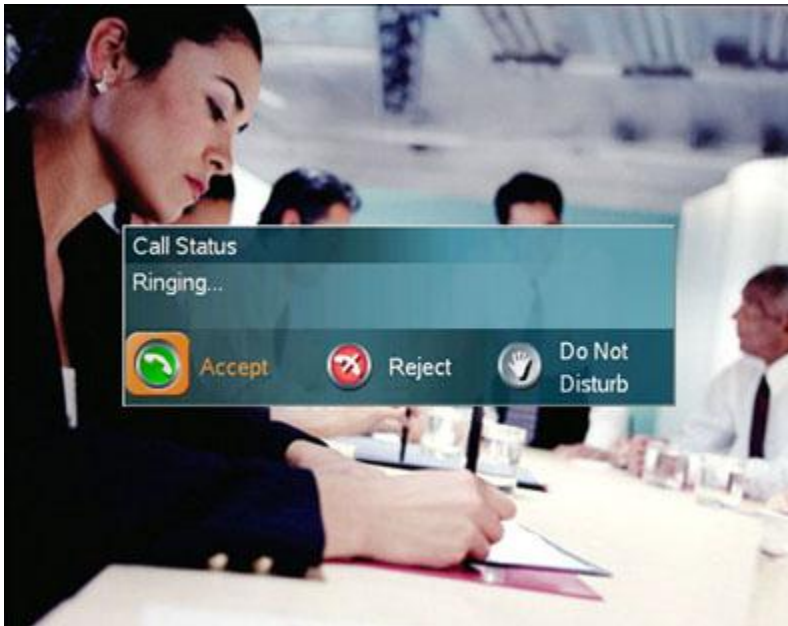 Call Status
Ringing...
Accept
Reject
Do Not
Disturb